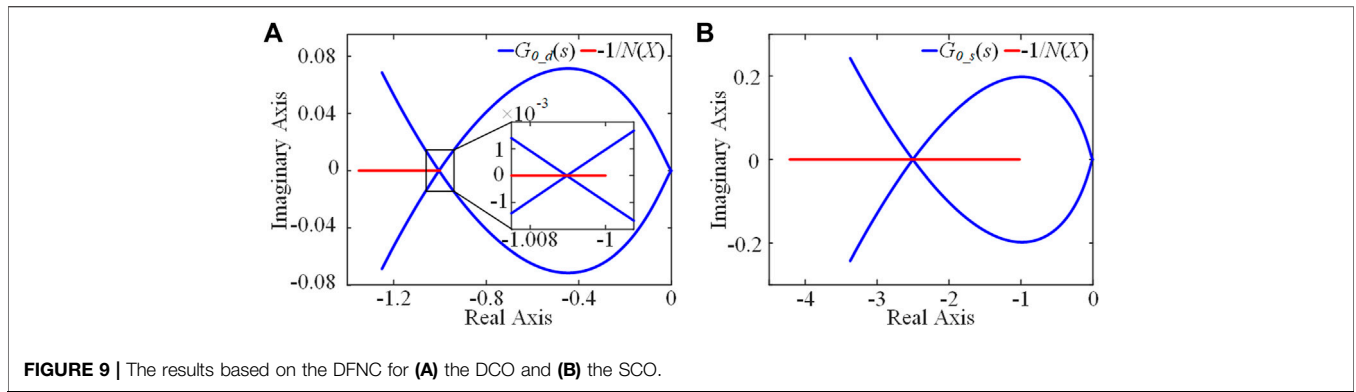 A
G0_d(s) -1/N(X)
0.08
0.04
0
-0.04
-0.08
Imaginary Axis
×10-3
1
0
-1
-1.008 -1
-1.2 -0.8 -0.4 0
Real Axis
B
G0_s(s) -1/N(X)
0.2
0
-0.2
Imaginary Axis
-4 -3 -2 -1 0
Real Axis
FIGURE 9 | The results based on the DFNC for (A) the DCO and (B) the SCO.